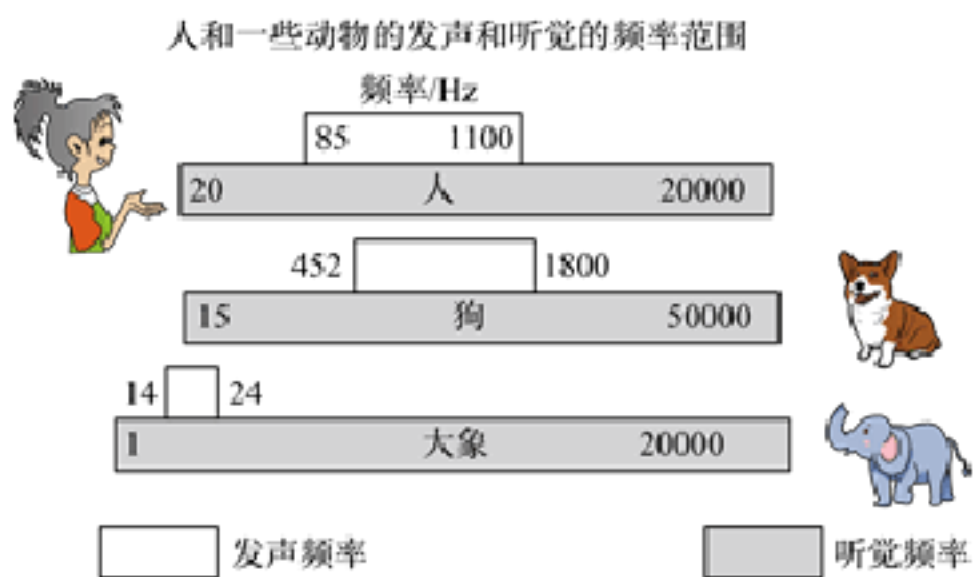 人和一些动物的发声和听觉的频率范围
频率/Hz
85 1100
20 人 20000
452 1800
15 狗 50000
14 24
1 大象 20000
发声频率 听觉频率